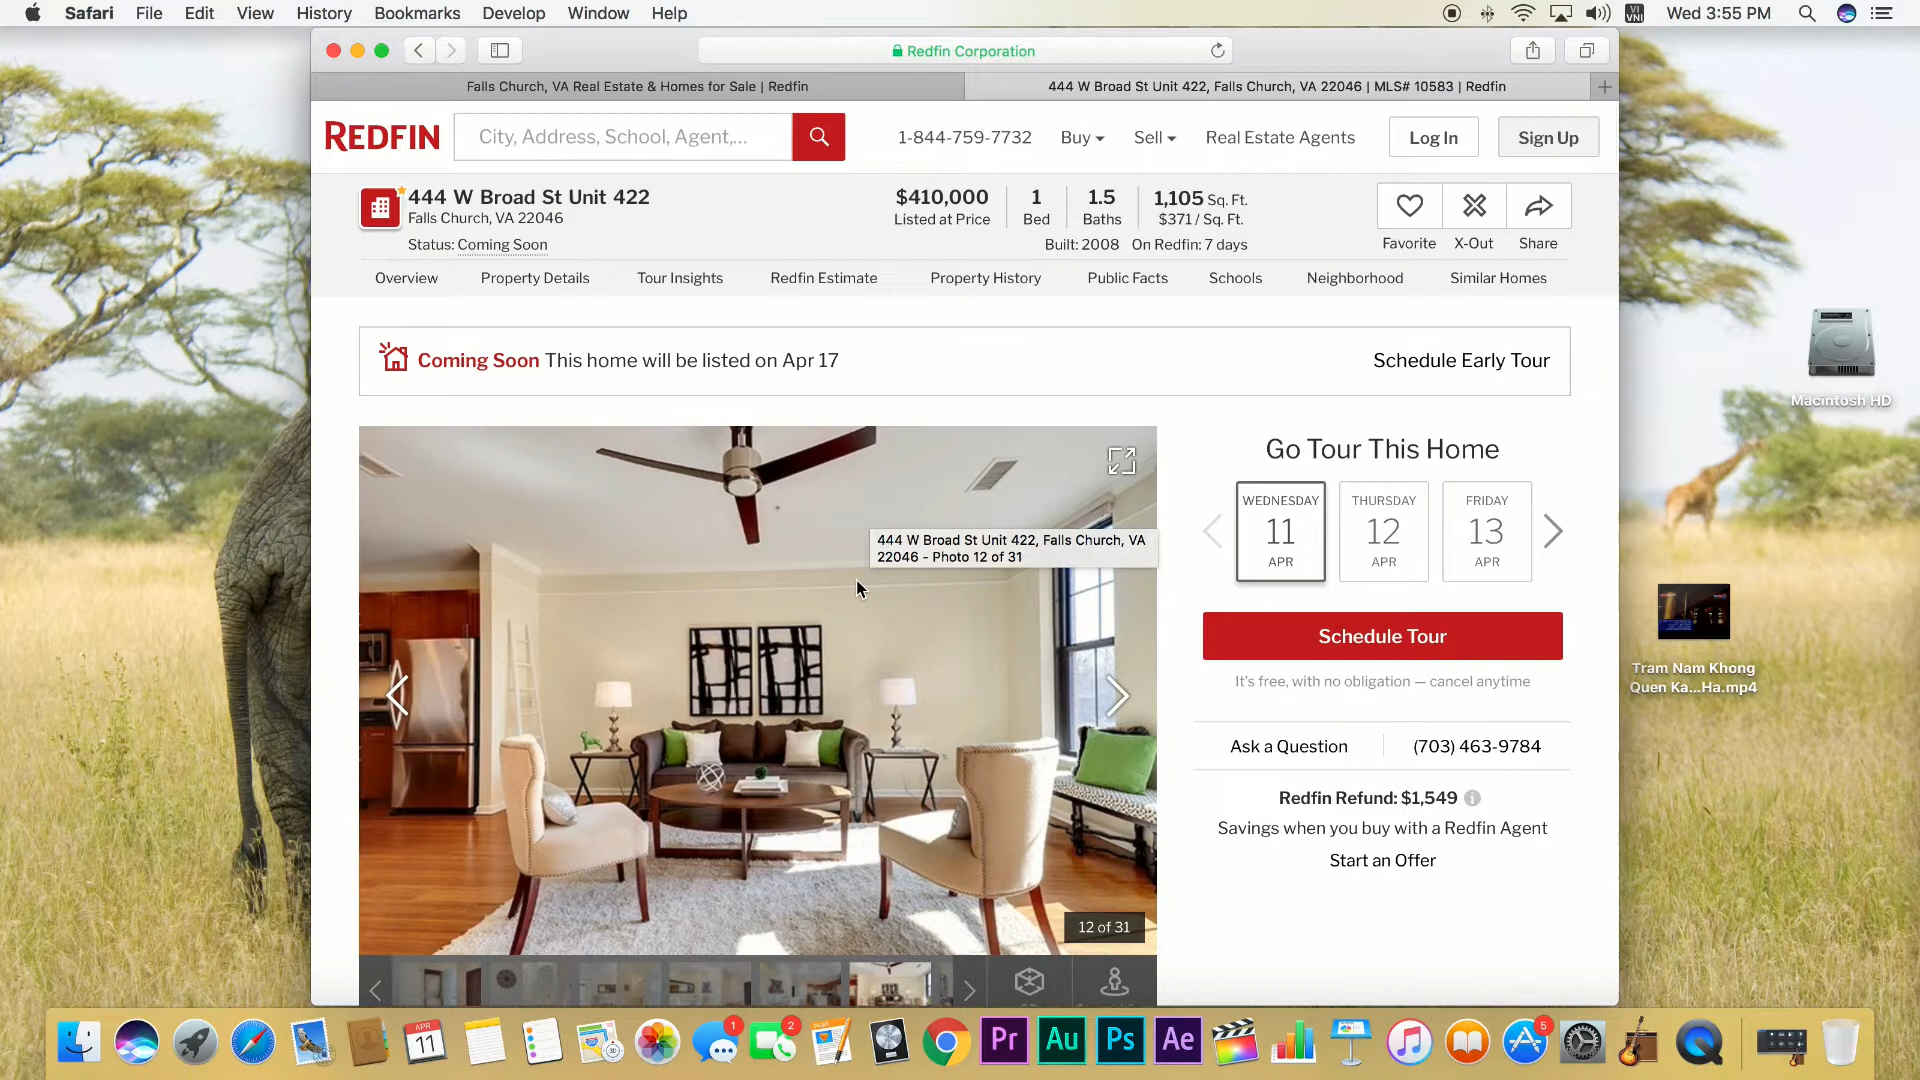 Safari File Edit View History Bookmarks Develop Window Help
VI
VNI
Wed 3:55 PM
Redfin Corporation
Falls Church, VA Real Estate & Homes for Sale | Redfin
444 W Broad St Unit 422, Falls Church, VA 22046 | MLS# 10583 | Redfin
REDFIN
City, Address, School, Agent,...
1-844-759-7732
Buy
Sell
Real Estate Agents
Log In
Sign Up
444 W Broad St Unit 422
Falls Church, VA 22046
Status: Coming Soon
$410,000
Listed at Price
1
Bed
1.5
Baths
1,105 Sq. Ft.
$371 / Sq. Ft.
Built: 2008 On Redfin: 7 days
Favorite
X-Out
Share
Overview
Property Details
Tour Insights
Redfin Estimate
Property History
Public Facts
Schools
Neighborhood
Similar Homes
Coming Soon This home will be listed on Apr 17
Schedule Early Tour
444 W Broad St Unit 422, Falls Church, VA
22046 - Photo 12 of 31
12 of 31
Go Tour This Home
WEDNESDAY
11
APR
THURSDAY
12
APR
FRIDAY
13
APR
Schedule Tour
It's free, with no obligation — cancel anytime
Ask a Question
(703) 463-9784
Redfin Refund: $1,549
Savings when you buy with a Redfin Agent
Start an Offer
Macintosh HD
Tram Nam Khong
Quen Ka...Ha.mp4
APR
11
1
2
Pr
Au
Ps
Ae
5